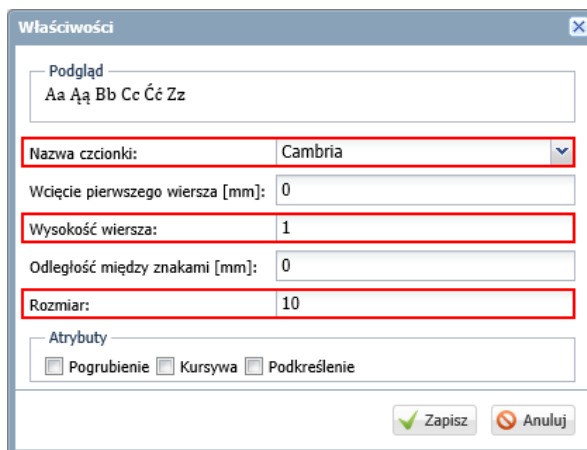 Właściwości
Podgląd
Aa Ąą Bb Cc Ćć Zz
Nazwa czcionki: Cambria
Wcięcie pierwszego wiersza [mm]: 0
Wysokość wiersza: 1
Odległość między znakami [mm]: 0
Rozmiar: 10
Atrybuty
Pogrubienie Kursywa Podkreślenie
Zapisz Anuluj